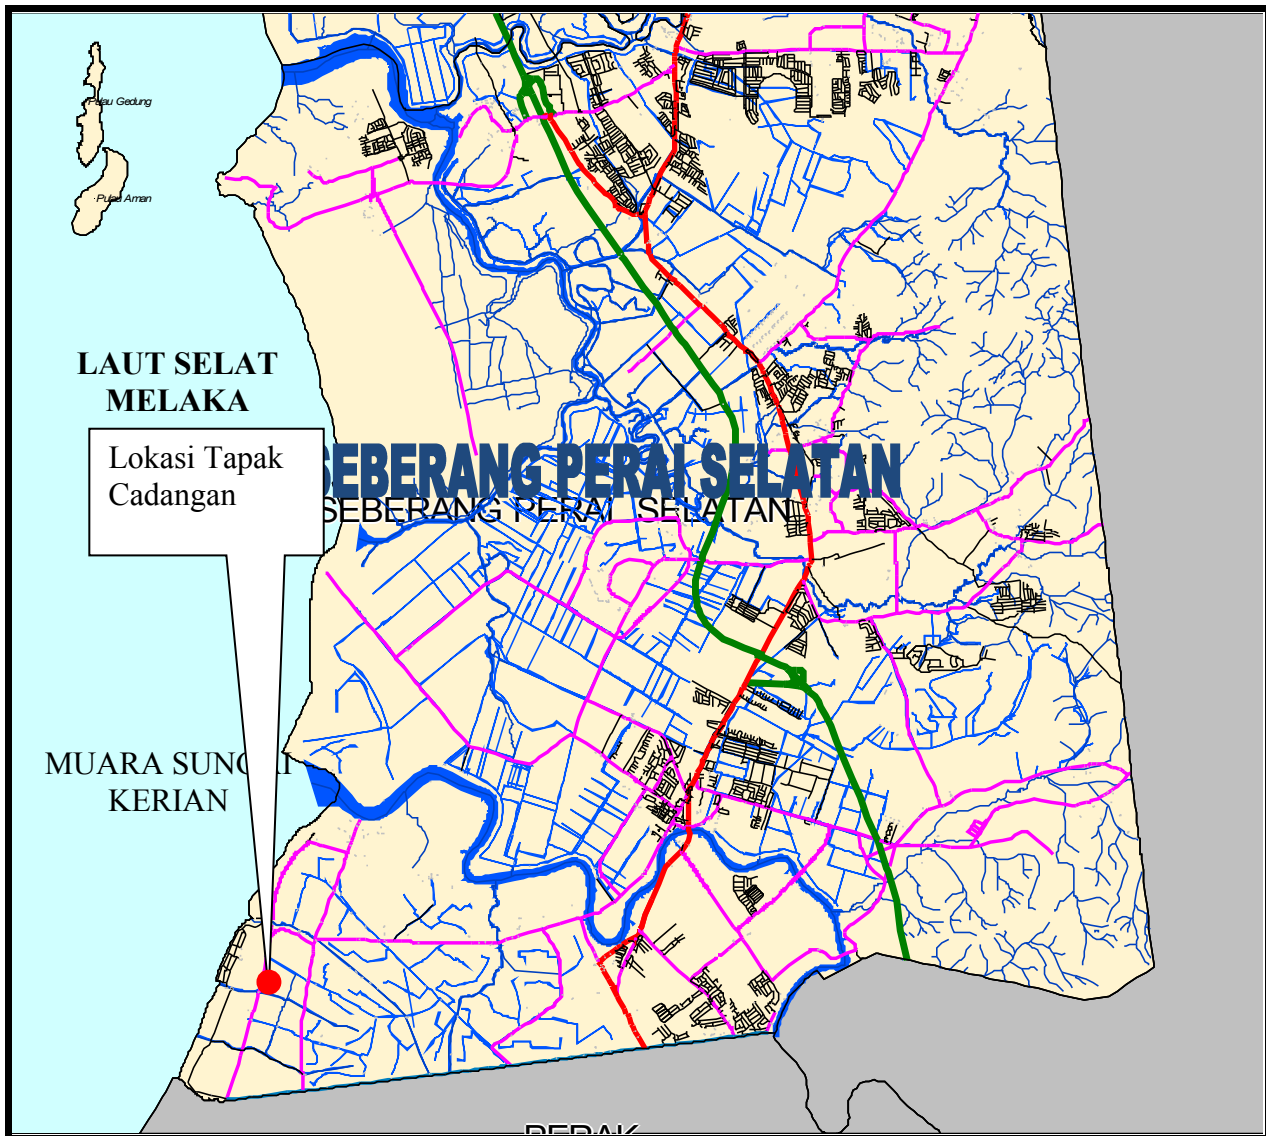 Pulau Gedung
Pulau Aman
LAUT SELAT
MELAKA
Lokasi Tapak
Cadangan
SEBERANG PERAI SELATAN
SEBERANG PERAI SELATAN
MUARA SUNGAI
KERIAN
PERAK